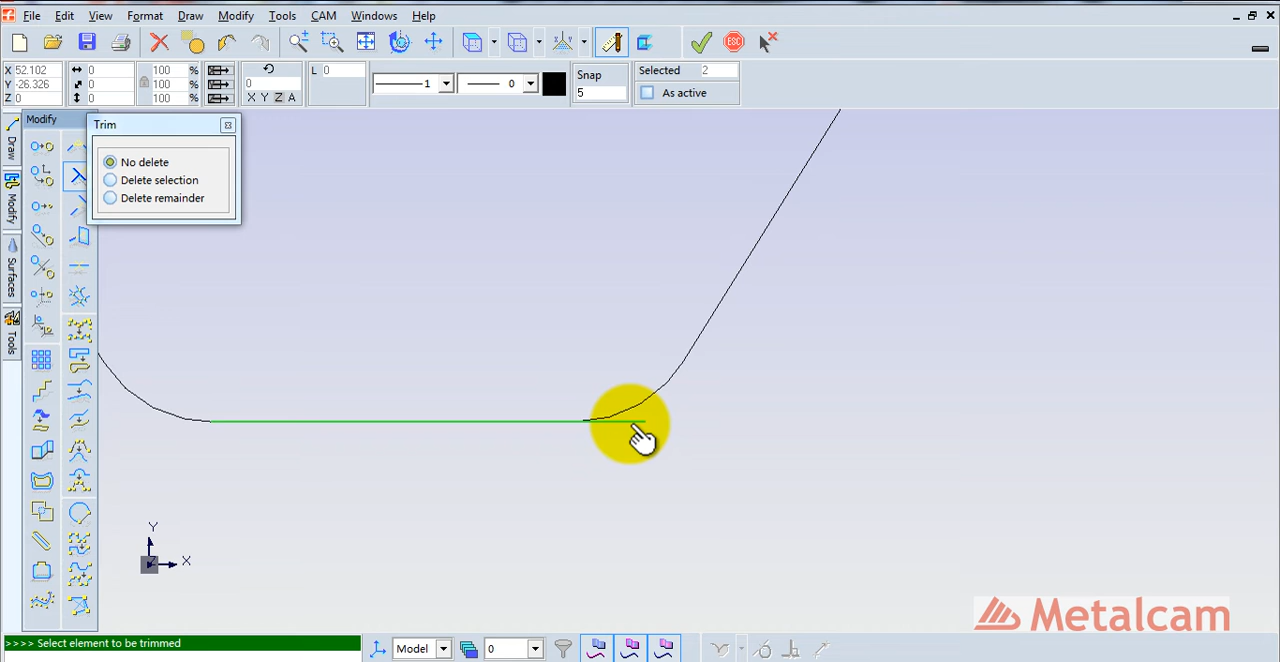 File Edit View Format Draw Modify Tools CAM Windows Help
ESC
X 52.102 0 100 % L 0 Snap Selected 2
Y -26.326 0 100 % 0 1 0 5 As active
Z 0 0 100 % X Y Z A
Modify
Trim
No delete
Delete selection
Delete remainder
Draw
Modify
Surfaces
Tools
Y
X
Metalcam
>>>> Select element to be trimmed
Model 0